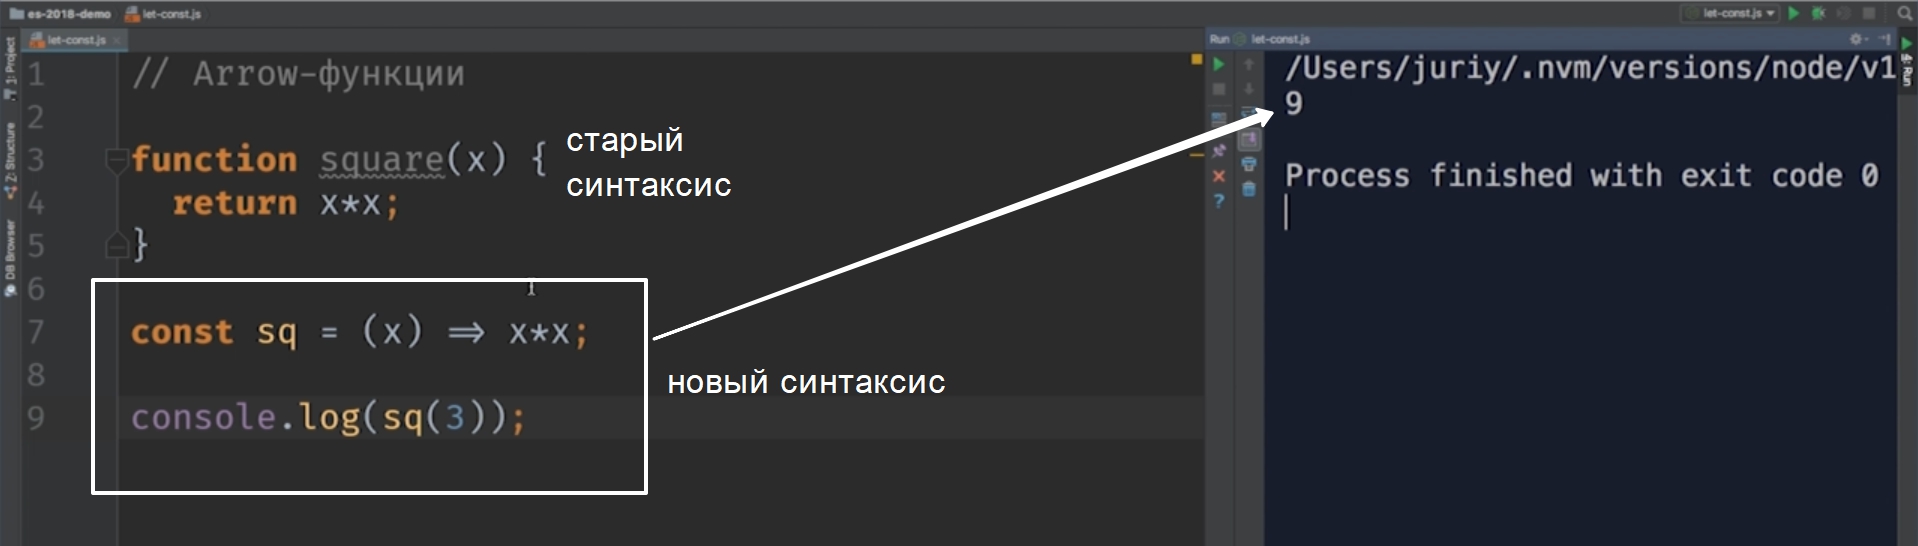 es-2018-demo let-const.js let-const.js
let-const.js
Run let-const.js
1: Project
Z: Structure
DB Browser
4: Run
1 // Arrow-функции
2
3 function square(x) {
4 return x*x;
5 }
6
7 const sq = (x) => x*x;
8
9 console.log(sq(3));
старый
синтаксис
новый синтаксис
/Users/juriy/.nvm/versions/node/v1
9
Process finished with exit code 0